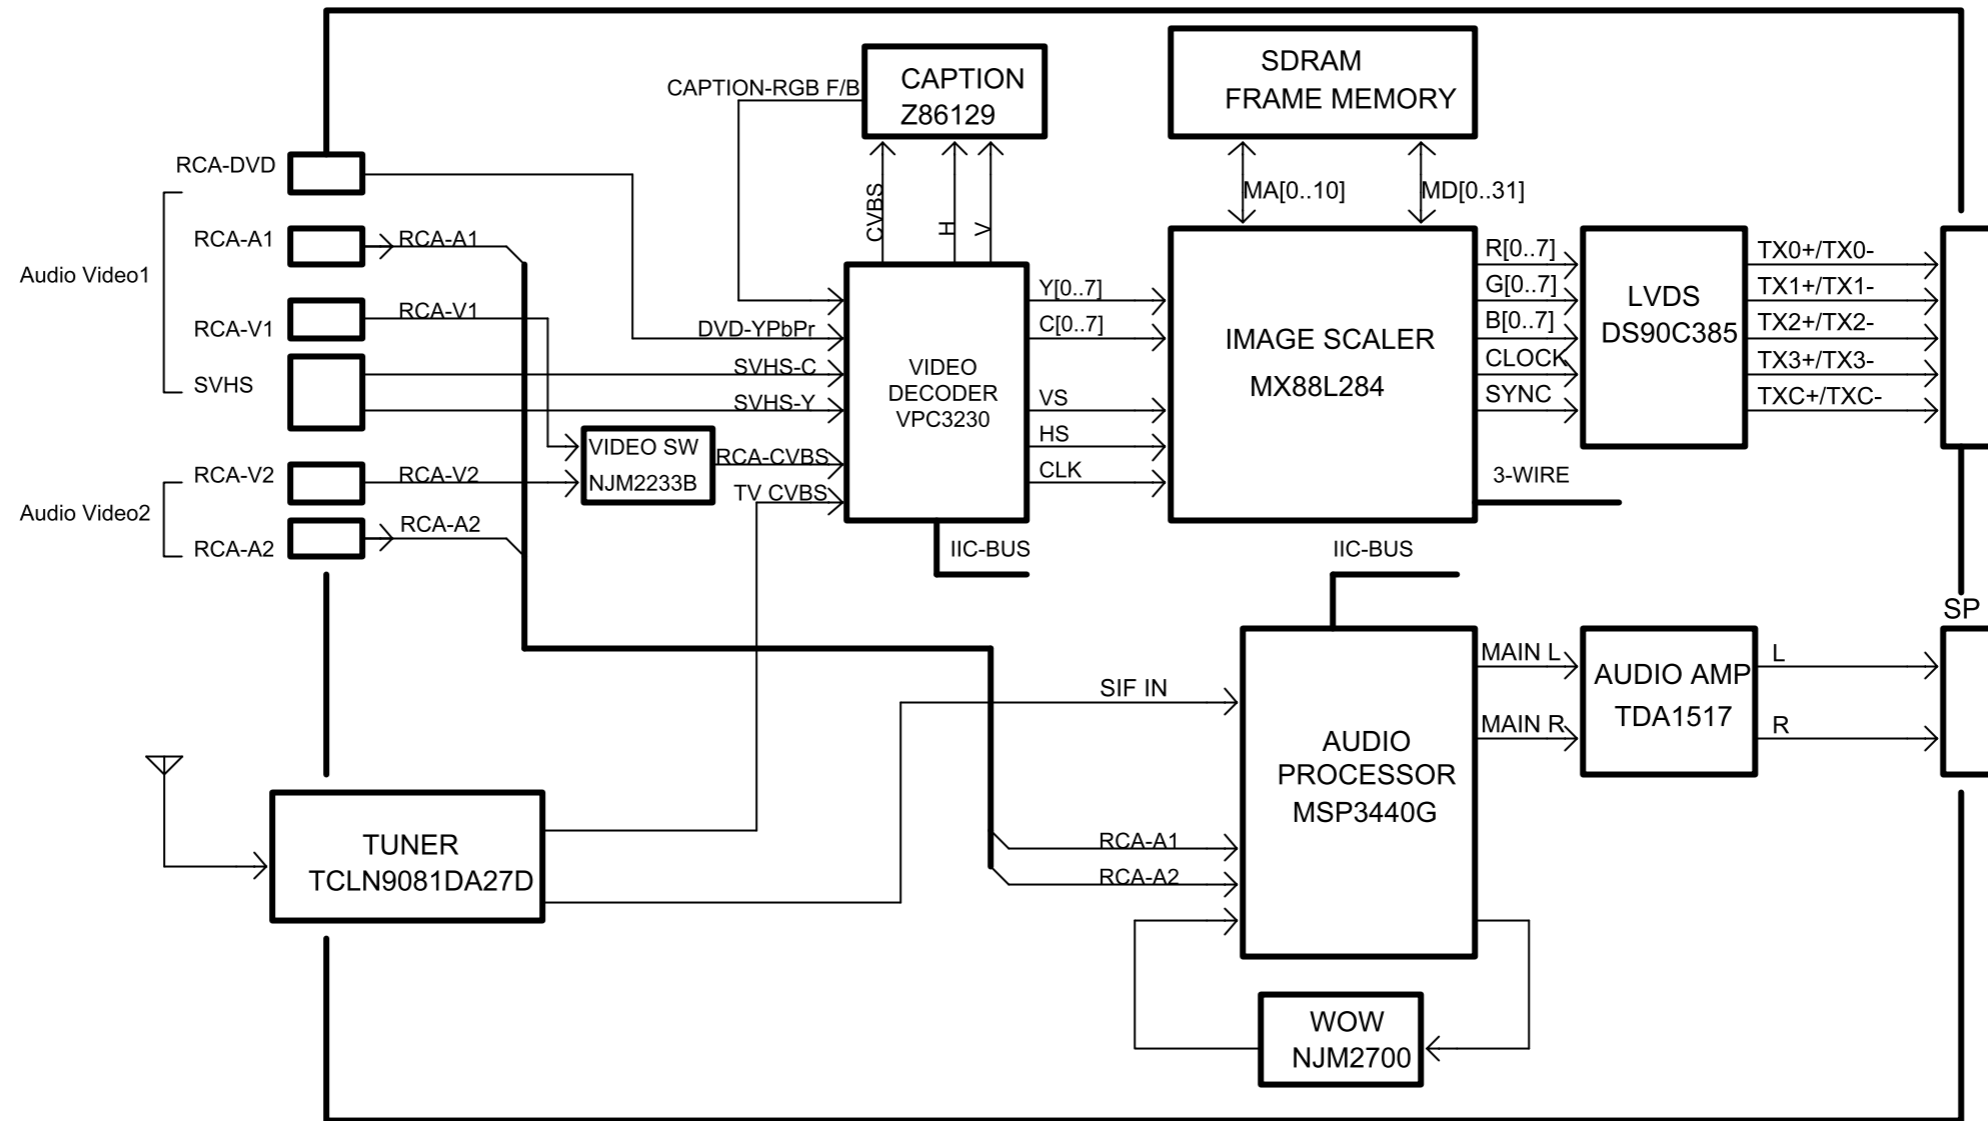 CAPTION-RGB F/B
CAPTION
Z86129
SDRAM
FRAME MEMORY
RCA-DVD
CVBS
H
V
MA[0..10]
MD[0..31]
Audio Video1
RCA-A1
RCA-A1
RCA-V1
RCA-V1
SVHS
DVD-YPbPr
SVHS-C
SVHS-Y
VIDEO
DECODER
VPC3230
Y[0..7]
C[0..7]
VS
HS
CLK
IMAGE SCALER
MX88L284
R[0..7]
G[0..7]
B[0..7]
CLOCK
SYNC
3-WIRE
LVDS
DS90C385
TX0+/TX0-
TX1+/TX1-
TX2+/TX2-
TX3+/TX3-
TXC+/TXC-
Audio Video2
RCA-V2
RCA-V2
RCA-A2
RCA-A2
VIDEO SW
NJM2233B
RCA-CVBS
TV CVBS
IIC-BUS
IIC-BUS
SP
SIF IN
AUDIO
PROCESSOR
MSP3440G
MAIN L
MAIN R
AUDIO AMP
TDA1517
L
R
TUNER
TCLN9081DA27D
RCA-A1
RCA-A2
WOW
NJM2700